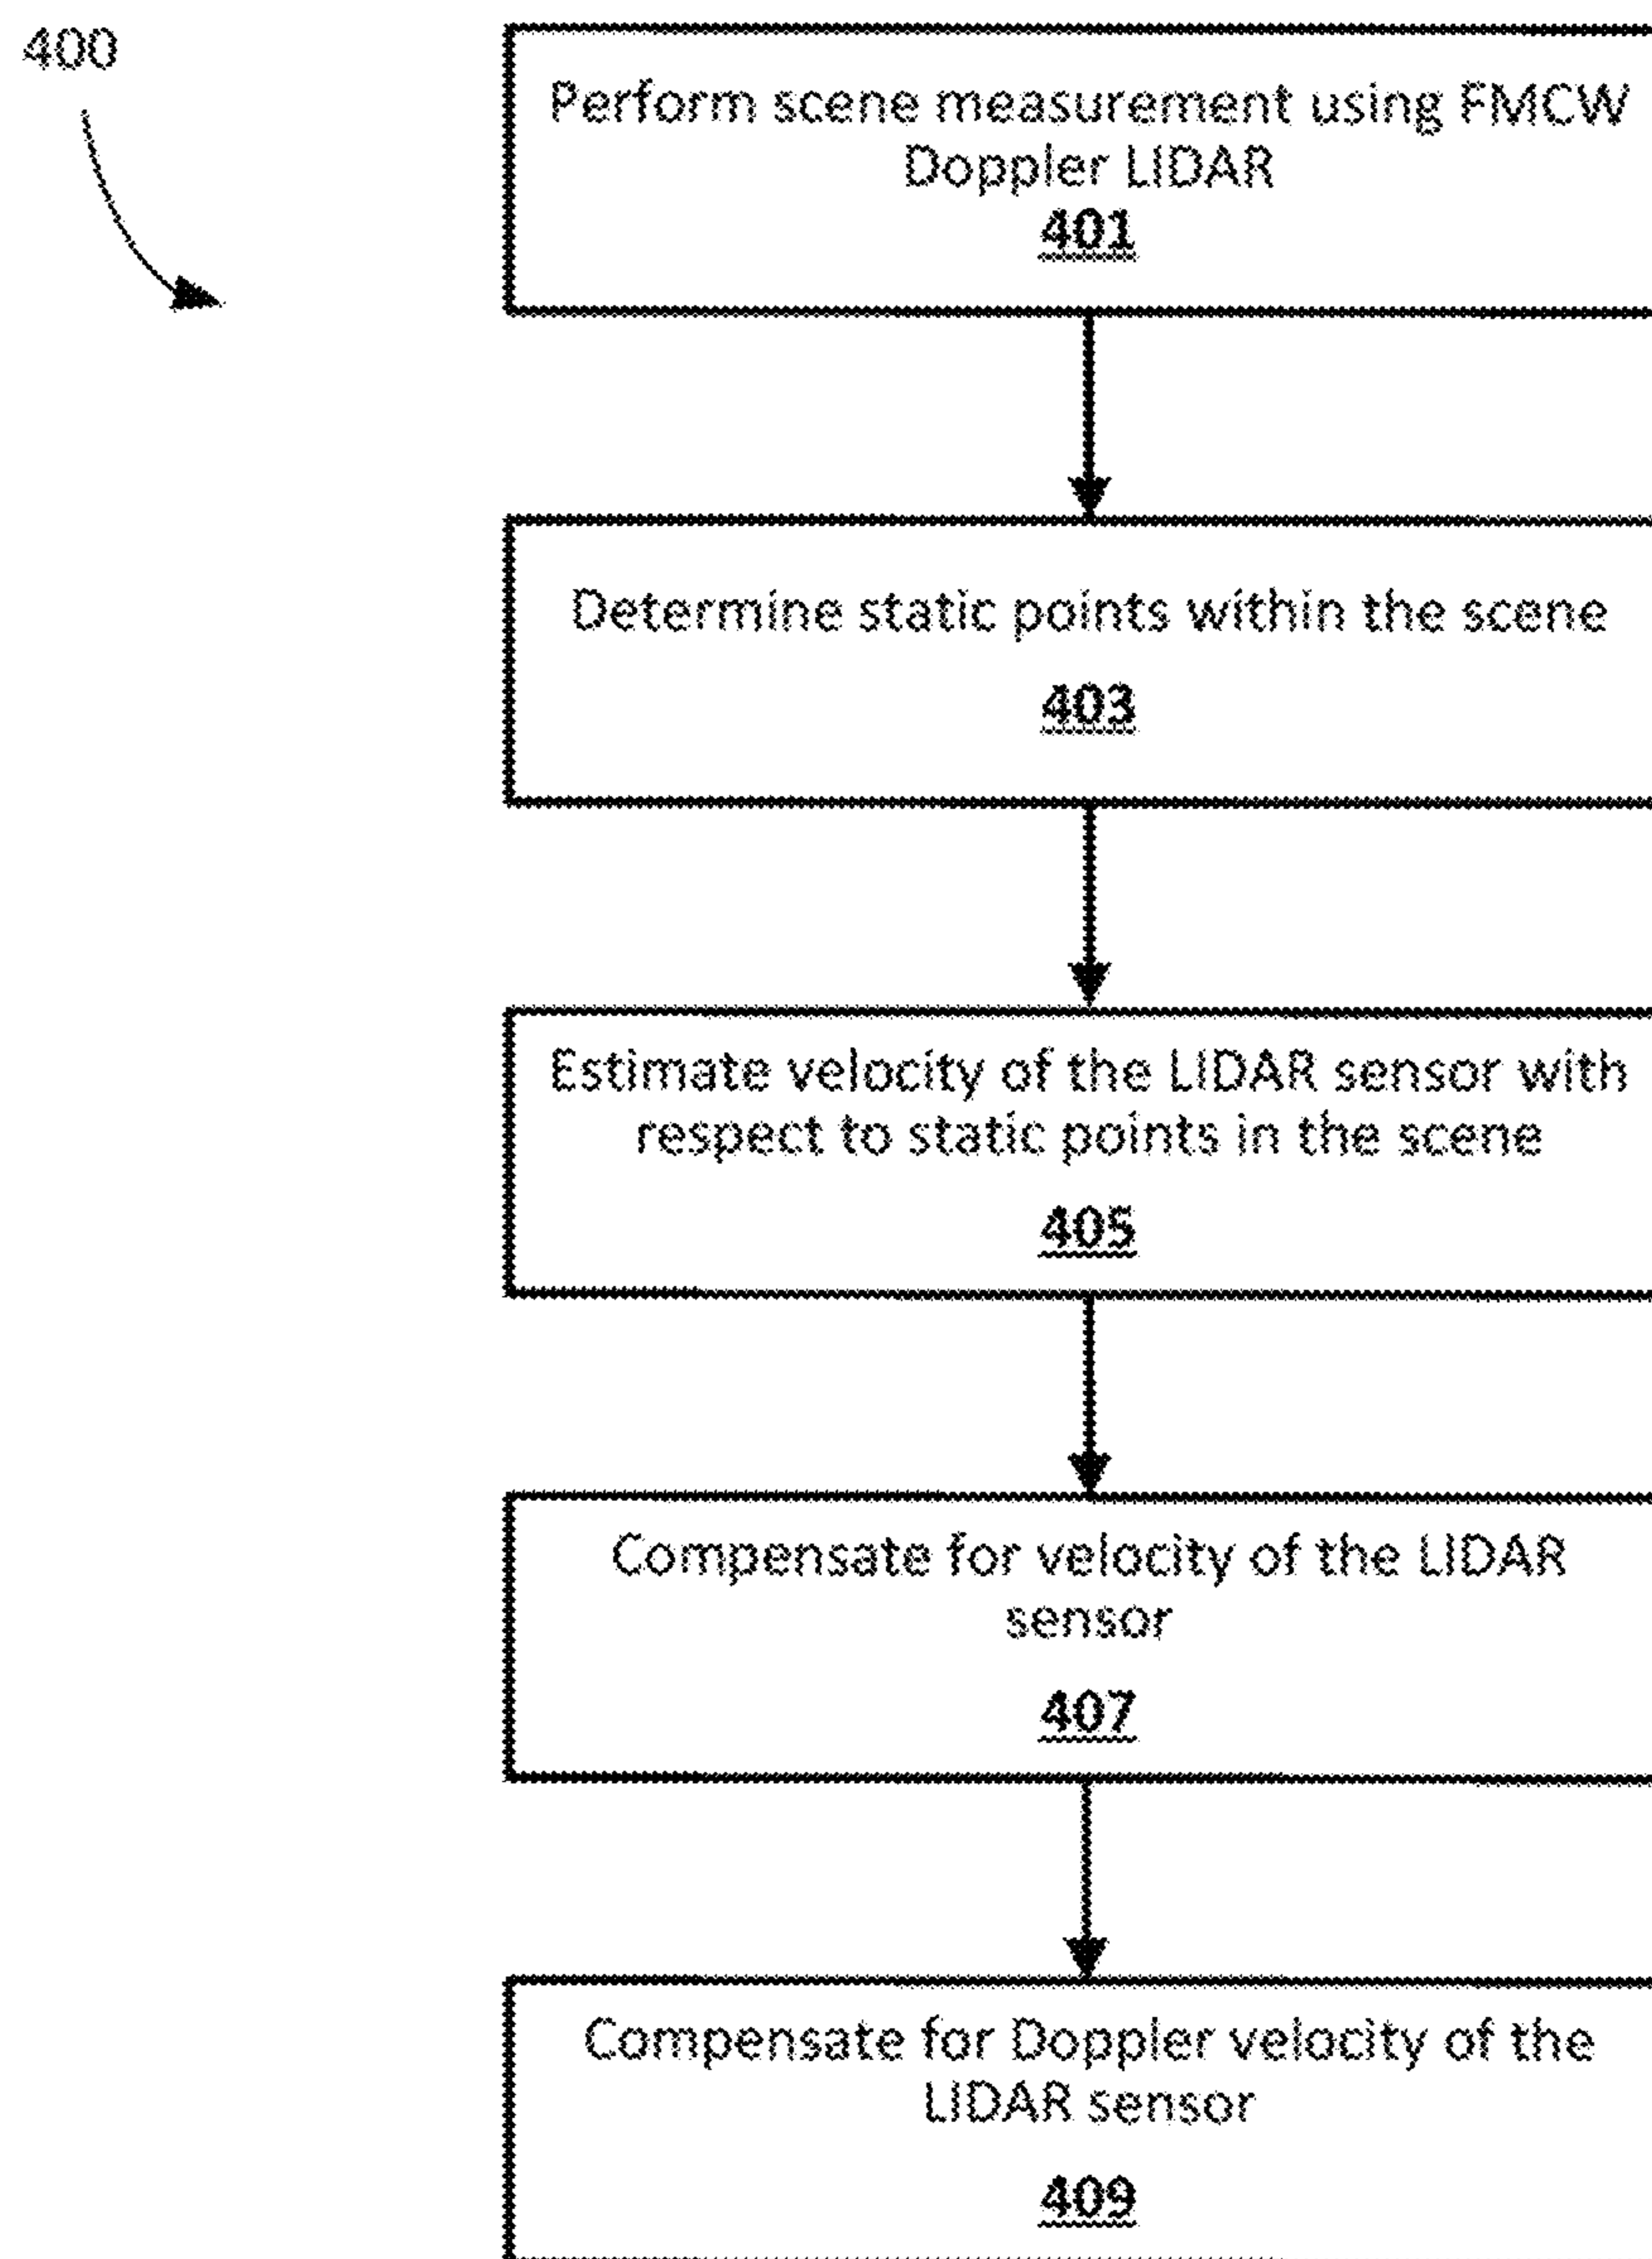 400
Perform scene measurement using FMCW
Doppler LIDAR
401
Determine static points within the scene
403
Estimate velocity of the LIDAR sensor with
respect to static points in the scene
405
Compensate for velocity of the LIDAR
sensor
407
Compensate for Doppler velocity of the
LIDAR sensor
409